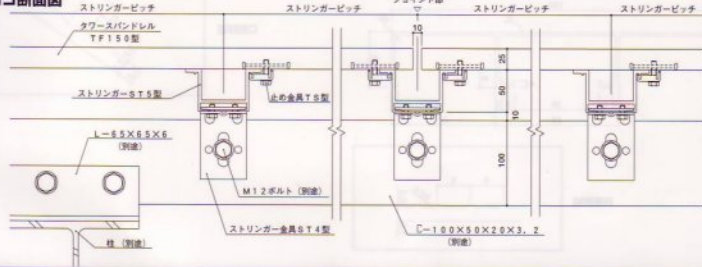 断面図
ストリンガーピッチ
ストリンガーピッチ
ストリンガーピッチ
ストリンガーピッチ
タワースパンドレル
TF150型
10
25
50
10
100
ストリンガーST5型
止め金具TS型
L-65×65×6
(別途)
M12ボルト(別途)
ストリンガー金具ST4型
C-100×50×20×3.2
(別途)
柱(別途)